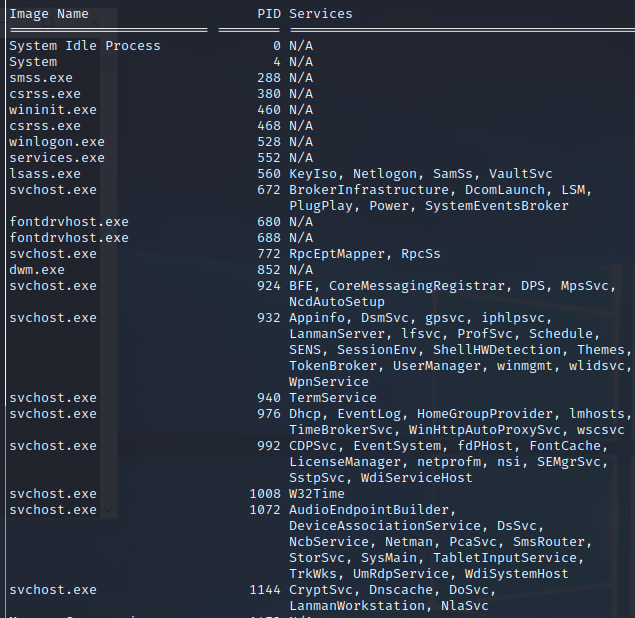 Image Name PID Services
System Idle Process 0 N/A
System 4 N/A
smss.exe 288 N/A
csrss.exe 380 N/A
wininit.exe 460 N/A
csrss.exe 468 N/A
winlogon.exe 528 N/A
services.exe 552 N/A
lsass.exe 560 KeyIso, Netlogon, SamSs, VaultSvc
svchost.exe 672 BrokerInfrastructure, DcomLaunch, LSM,
PlugPlay, Power, SystemEventsBroker
fontdrvhost.exe 680 N/A
fontdrvhost.exe 688 N/A
svchost.exe 772 RpcEptMapper, RpcSs
dwm.exe 852 N/A
svchost.exe 924 BFE, CoreMessagingRegistrar, DPS, MpsSvc,
NcdAutoSetup
svchost.exe 932 Appinfo, DsmSvc, gpsvc, iphlpsvc,
LanmanServer, lfsvc, ProfSvc, Schedule,
SENS, SessionEnv, ShellHWDetection, Themes,
TokenBroker, UserManager, winmgmt, wlidsvc,
WpnService
svchost.exe 940 TermService
svchost.exe 976 Dhcp, EventLog, HomeGroupProvider, lmhosts,
TimeBrokerSvc, WinHttpAutoProxySvc, wscsvc
svchost.exe 992 CDPSvc, EventSystem, fdPHost, FontCache,
LicenseManager, netprofm, nsi, SEMgrSvc,
SstpSvc, WdiServiceHost
svchost.exe 1008 W32Time
svchost.exe 1072 AudioEndpointBuilder,
DeviceAssociationService, DsSvc,
NcbService, Netman, PcaSvc, SmsRouter,
StorSvc, SysMain, TabletInputService,
TrkWks, UmRdpService, WdiSystemHost
svchost.exe 1144 CryptSvc, Dnscache, DoSvc,
LanmanWorkstation, NlaSvc